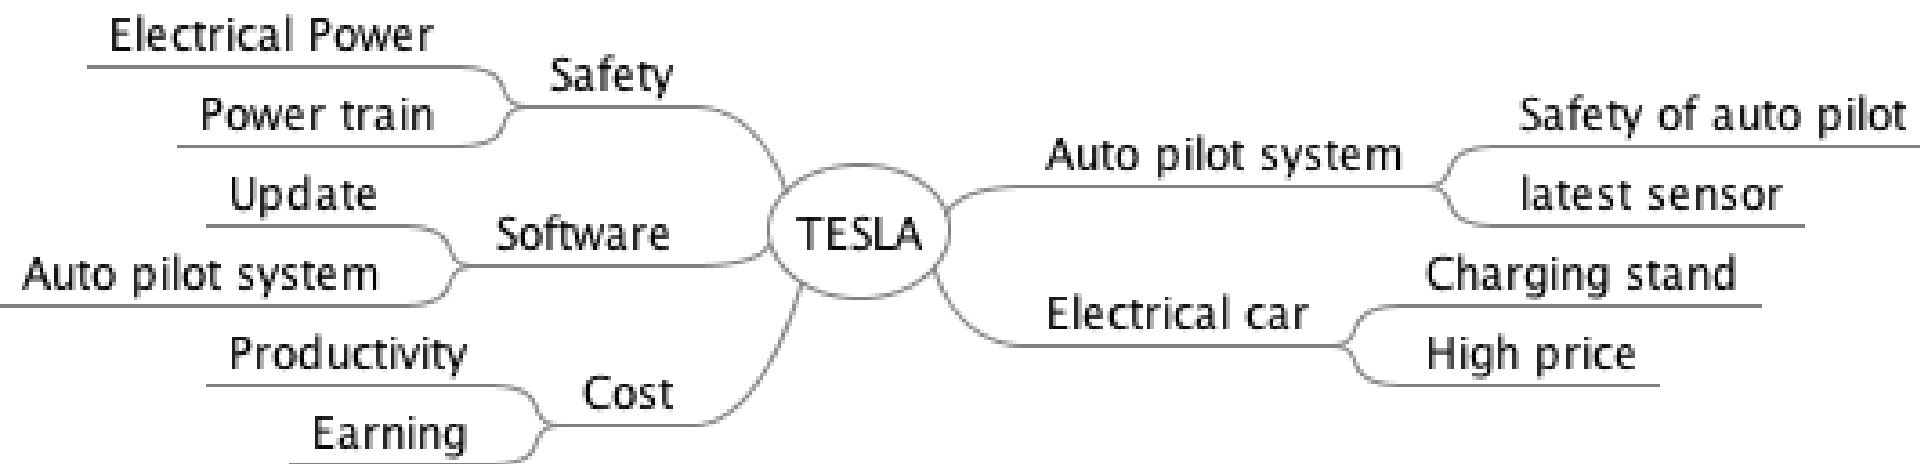 Electrical Power
Safety
Power train
Update
Software
Auto pilot system
Productivity
Cost
Earning
TESLA
Auto pilot system
Safety of auto pilot
latest sensor
Electrical car
Charging stand
High price